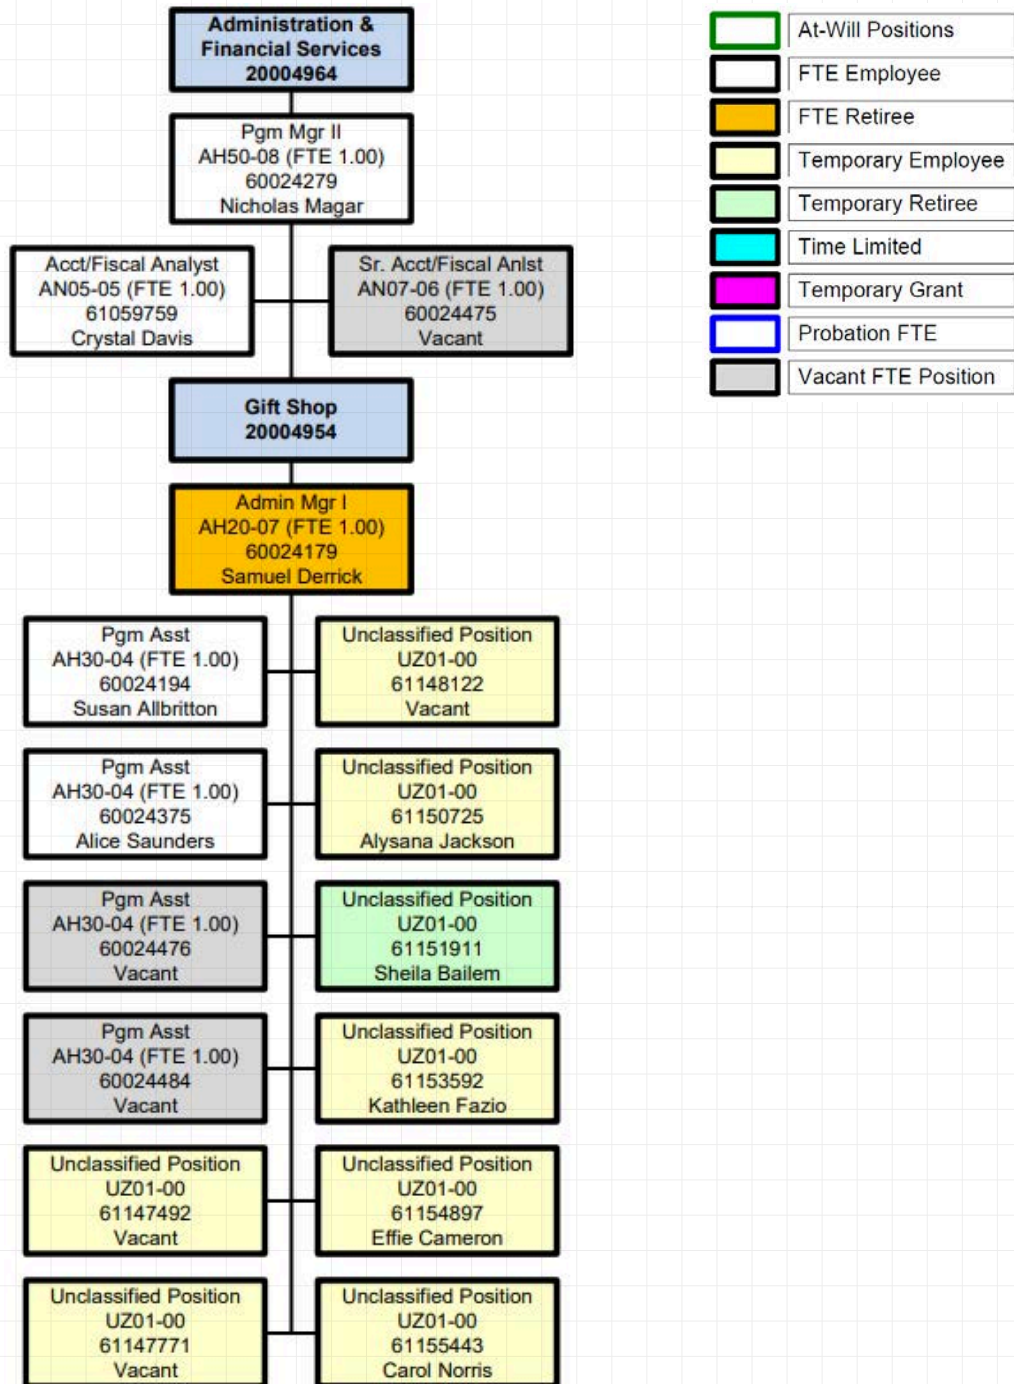 Administration &
Financial Services
20004964
Pgm Mgr II
AH50-08 (FTE 1.00)
60024279
Nicholas Magar
Acct/Fiscal Analyst
AN05-05 (FTE 1.00)
61059759
Crystal Davis
Sr. Acct/Fiscal Anlst
AN07-06 (FTE 1.00)
60024475
Vacant
Gift Shop
20004954
Admin Mgr I
AH20-07 (FTE 1.00)
60024179
Samuel Derrick
Pgm Asst
AH30-04 (FTE 1.00)
60024194
Susan Allbritton
Unclassified Position
UZ01-00
61148122
Vacant
Pgm Asst
AH30-04 (FTE 1.00)
60024375
Alice Saunders
Unclassified Position
UZ01-00
61150725
Alysana Jackson
Pgm Asst
AH30-04 (FTE 1.00)
60024476
Vacant
Unclassified Position
UZ01-00
61151911
Sheila Bailem
Pgm Asst
AH30-04 (FTE 1.00)
60024484
Vacant
Unclassified Position
UZ01-00
61153592
Kathleen Fazio
Unclassified Position
UZ01-00
61147492
Vacant
Unclassified Position
UZ01-00
61154897
Effie Cameron
Unclassified Position
UZ01-00
61147771
Vacant
Unclassified Position
UZ01-00
61155443
Carol Norris
At-Will Positions
FTE Employee
FTE Retiree
Temporary Employee
Temporary Retiree
Time Limited
Temporary Grant
Probation FTE
Vacant FTE Position